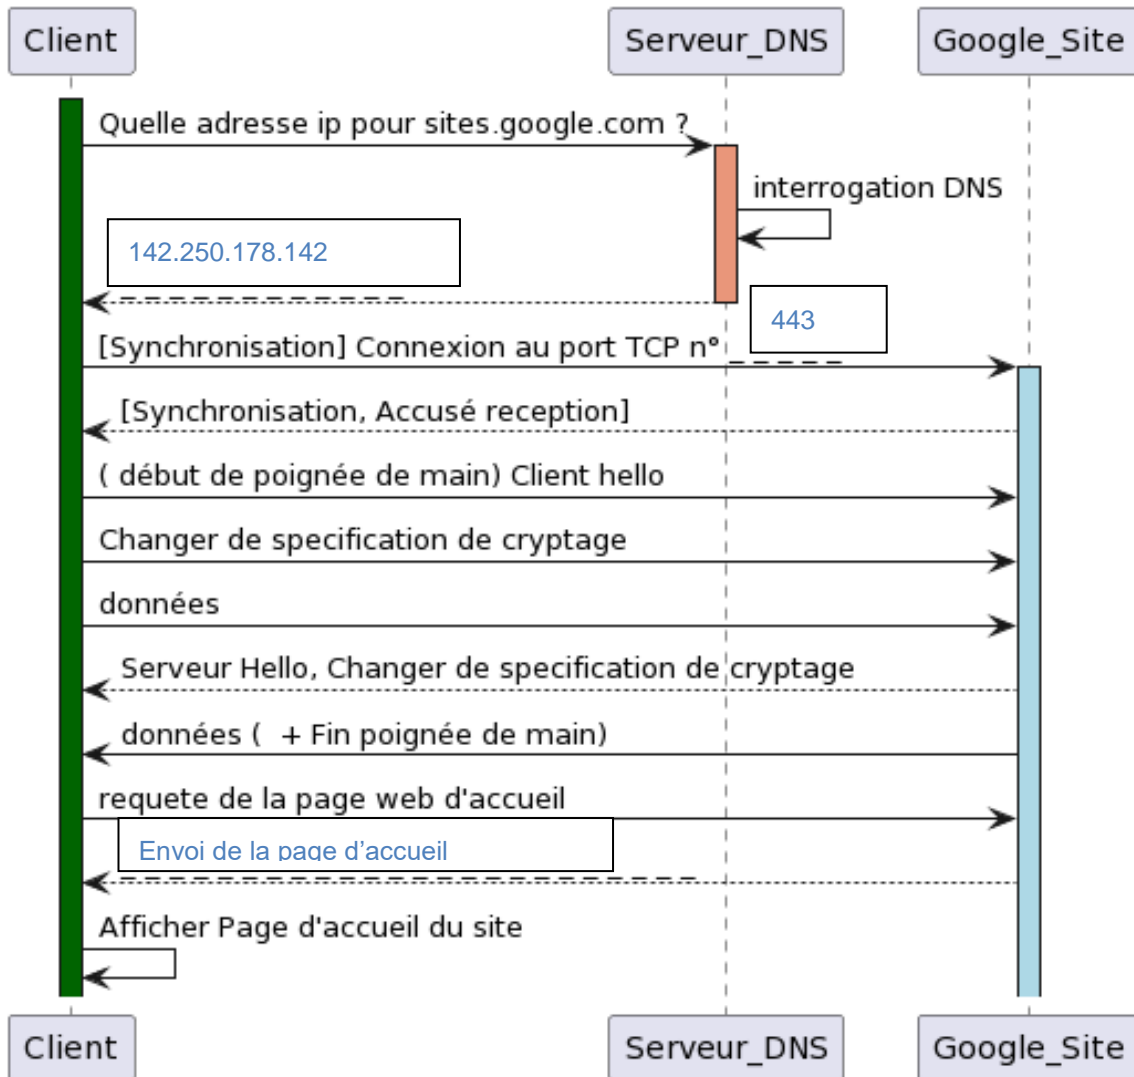 Client Serveur_DNS Google_Site
Quelle adresse ip pour sites.google.com ?
interrogation DNS
142.250.178.142
443
[Synchronisation] Connexion au port TCP n°
[Synchronisation, Accusé reception]
( début de poignée de main) Client hello
Changer de specification de cryptage
données
Serveur Hello, Changer de specification de cryptage
données (  + Fin poignée de main)
requete de la page web d'accueil
Envoi de la page d’accueil
Afficher Page d'accueil du site
Client Serveur_DNS Google_Site